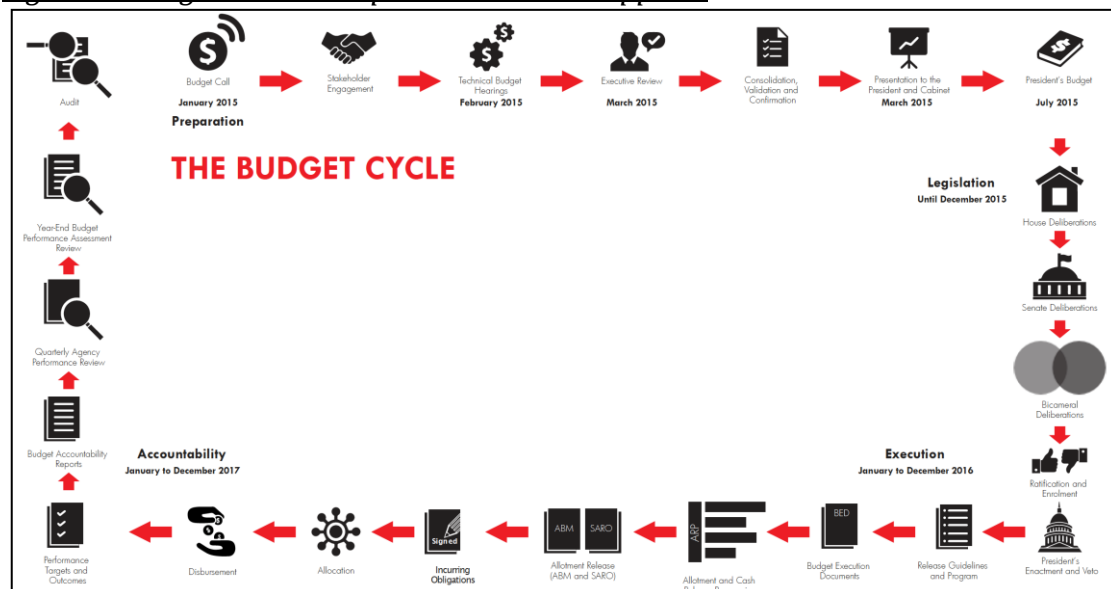 Budget Call
January 2015
Preparation
Stakeholder
Engagement
Technical Budget
Hearings
February 2015
Executive Review
March 2015
Consolidation,
Validation and
Confirmation
Presentation to the
President and Cabinet
March 2015
President's Budget
July 2015
THE BUDGET CYCLE
Legislation
Until December 2015
House Deliberations
Senate Deliberations
Bicameral
Deliberations
Ratification and
Enrolment
President's
Enactment and Veto
Execution
January to December 2016
Release Guidelines
and Program
BED
Budget Execution
Documents
ARP
Allotment and Cash
ABM
SARO
Allotment Release
(ABM and SARO)
Signed
Incurring
Obligations
Allocation
Disbursement
Accountability
January to December 2017
Performance
Targets and
Outcomes
Budget Accountability
Reports
Quarterly Agency
Performance Review
Year-End Budget
Performance Assessment
Review
Audit